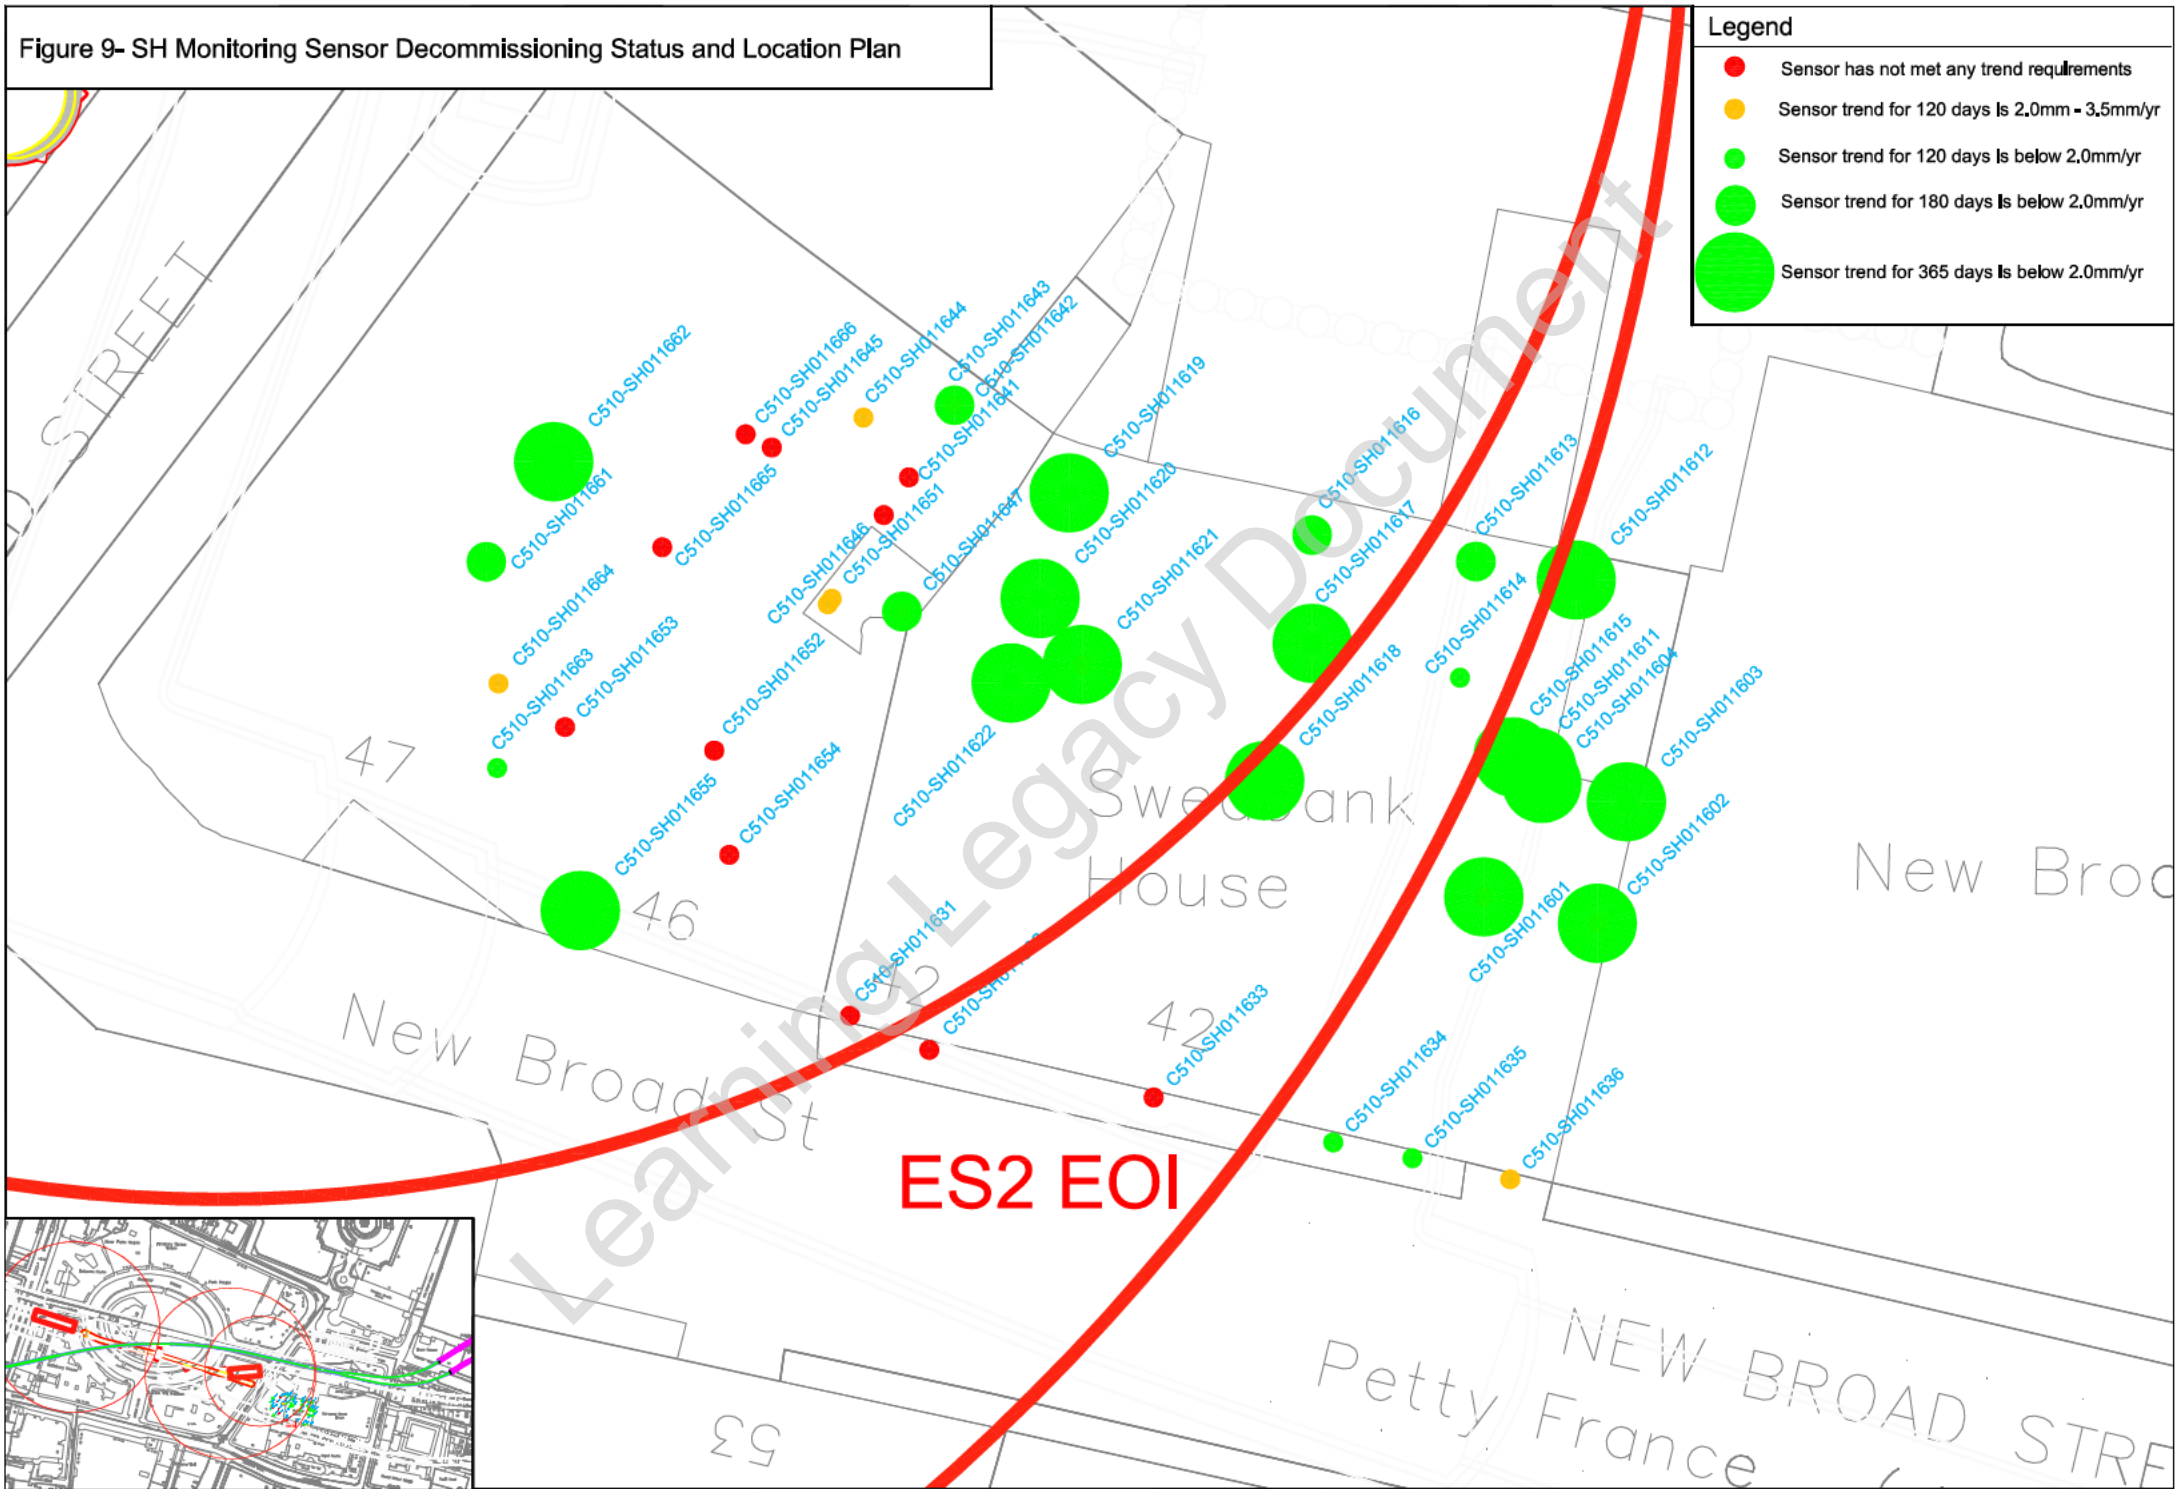 Figure 9- SH Monitoring Sensor Decommissioning Status and Location Plan
Legend
Sensor has not met any trend requirements
Sensor trend for 120 days is 2.0mm - 3.5mm/yr
Sensor trend for 120 days is below 2.0mm/yr
Sensor trend for 180 days is below 2.0mm/yr
Sensor trend for 365 days is below 2.0mm/yr
STREET
C510-SH011662
C510-SH011661
C510-SH011666
C510-SH011645
C510-SH011644
C510-SH011643
C510-SH011642
C510-SH011641
C510-SH011665
C510-SH011646
C510-SH011651
C510-SH011647
C510-SH011619
C510-SH011620
C510-SH011621
C510-SH011622
C510-SH011616
C510-SH011617
C510-SH011618
C510-SH011613
C510-SH011614
C510-SH011612
C510-SH011615
C510-SH011611
C510-SH011604
C510-SH011603
C510-SH011602
C510-SH011601
C510-SH011664
C510-SH011663
C510-SH011653
C510-SH011652
C510-SH011654
C510-SH011655
C510-SH011631
C510-SH011633
C510-SH011634
C510-SH011635
C510-SH011636
47
46
42
Swedbank
House
New Broad St
New Broa
ES2 EOI
53
NEW BROAD STRE
Petty France
Learning Legacy Document